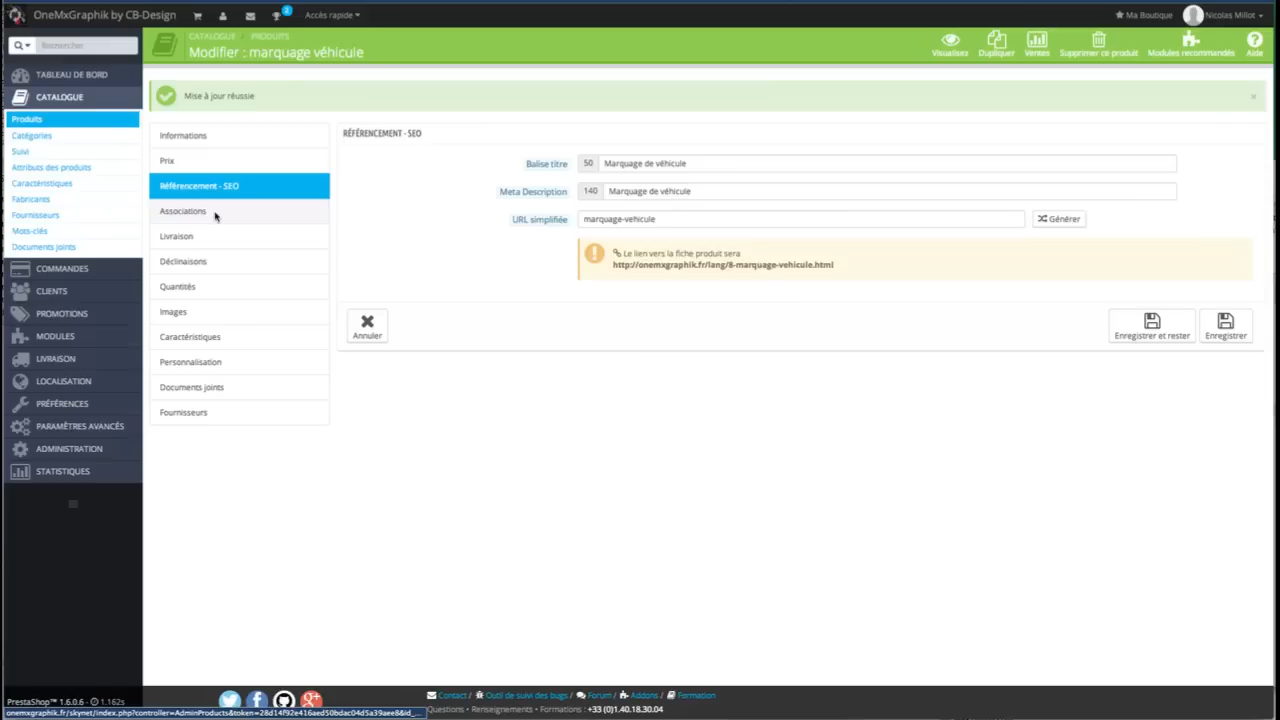 OneMxGraphik by CB-Design
2
Accès rapide
Ma Boutique
Nicolas Millot
Rechercher
CATALOGUE / PRODUITS
Modifier : marquage véhicule
Visualisez
Dupliquer
Ventes
Supprimer ce produit
Modules recommandés
Aide
TABLEAU DE BORD
CATALOGUE
Produits
Catégories
Suivi
Attributs des produits
Caractéristiques
Fabricants
Fournisseurs
Mots-clés
Documents joints
COMMANDES
CLIENTS
PROMOTIONS
MODULES
LIVRAISON
LOCALISATION
PRÉFÉRENCES
PARAMÈTRES AVANCÉS
ADMINISTRATION
STATISTIQUES
Mise à jour réussie
×
Informations
Prix
Référencement - SEO
Associations
Livraison
Déclinaisons
Quantités
Images
Caractéristiques
Personnalisation
Documents joints
Fournisseurs
RÉFÉRENCEMENT - SEO
Balise titre 50 Marquage de véhicule
Meta Description 140 Marquage de véhicule
URL simplifiée marquage-vehicule Générer
Le lien vers la fiche produit sera
http://onemxgraphik.fr/lang/8-marquage-vehicule.html
Annuler
Enregistrer et rester
Enregistrer
PrestaShop™ 1.6.0.6 - 1.162s
Contact / Outil de suivi des bugs / Forum / Addons / Formation
Questions • Renseignements • Formations : +33 (0)1.40.18.30.04